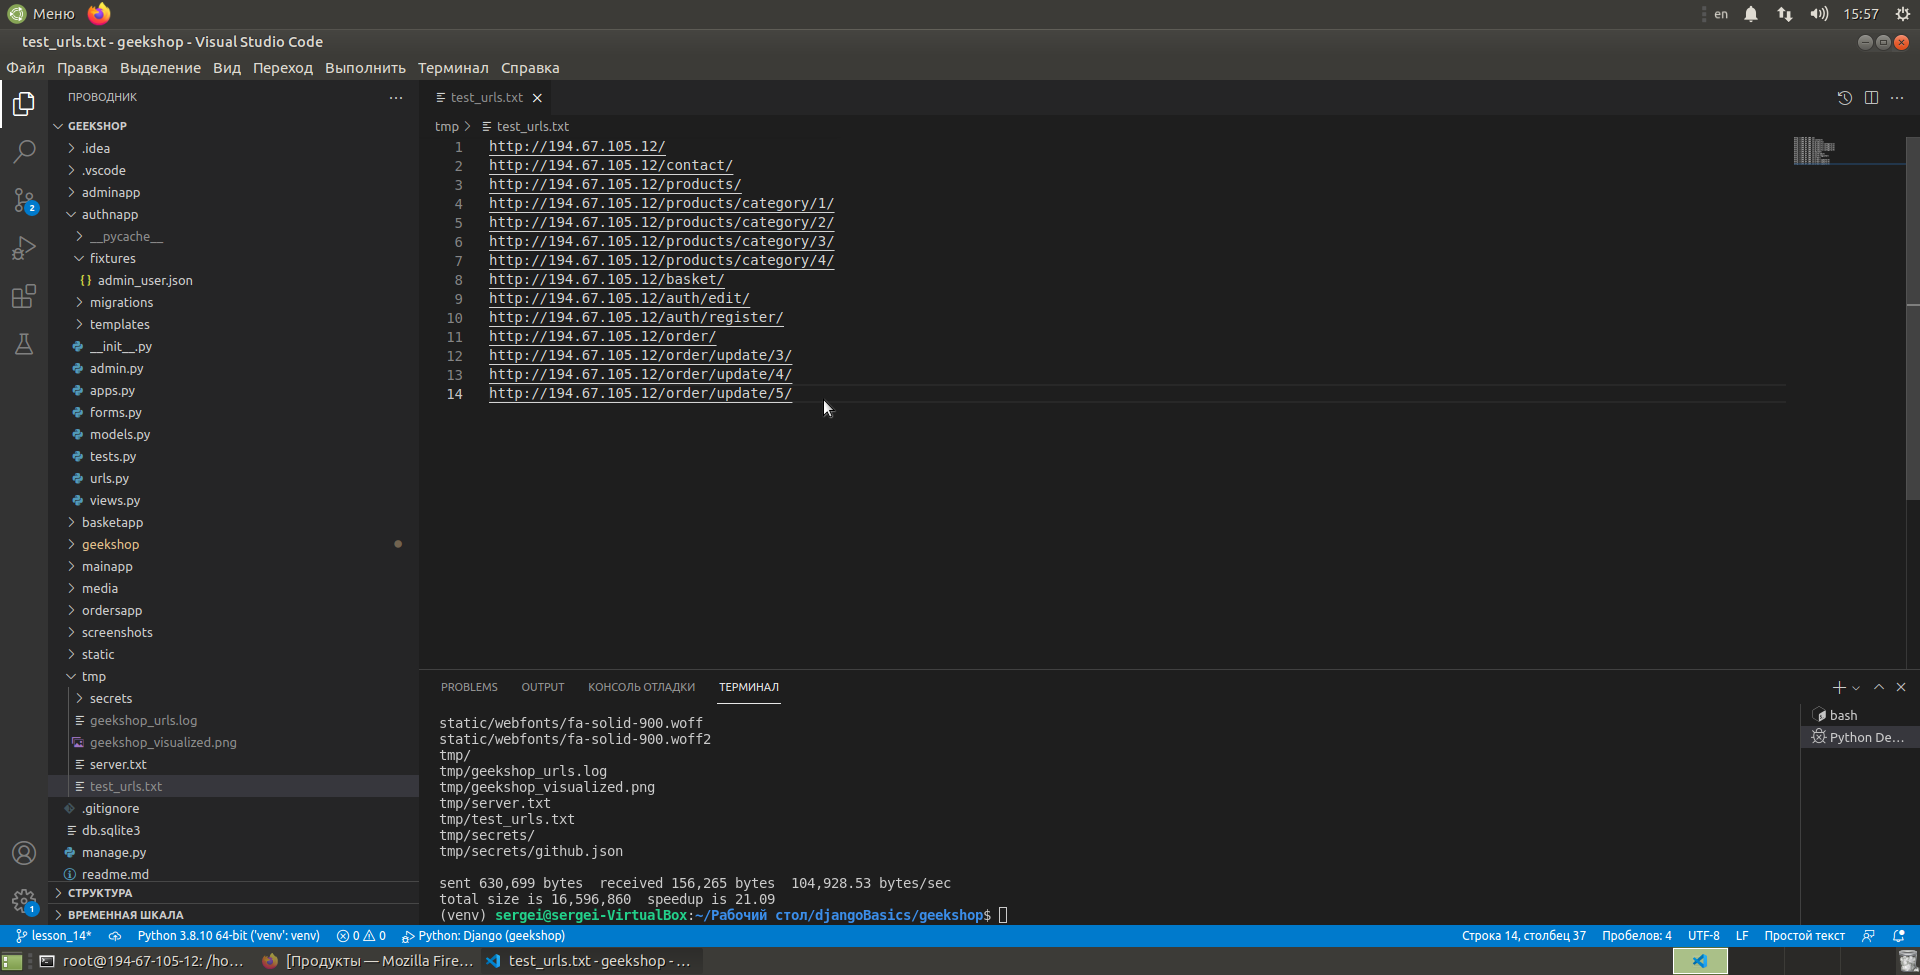 Меню
en
15:57
test_urls.txt - geekshop - Visual Studio Code
Файл Правка Выделение Вид Переход Выполнить Терминал Справка
ПРОВОДНИК
GEEKSHOP
.idea
.vscode
adminapp
authnapp
__pycache__
fixtures
{} admin_user.json
migrations
templates
__init__.py
admin.py
apps.py
forms.py
models.py
tests.py
urls.py
views.py
basketapp
geekshop
mainapp
media
ordersapp
screenshots
static
tmp
secrets
geekshop_urls.log
geekshop_visualized.png
server.txt
test_urls.txt
.gitignore
db.sqlite3
manage.py
readme.md
СТРУКТУРА
ВРЕМЕННАЯ ШКАЛА
2
1
test_urls.txt
tmp > test_urls.txt
1 http://194.67.105.12/
2 http://194.67.105.12/contact/
3 http://194.67.105.12/products/
4 http://194.67.105.12/products/category/1/
5 http://194.67.105.12/products/category/2/
6 http://194.67.105.12/products/category/3/
7 http://194.67.105.12/products/category/4/
8 http://194.67.105.12/basket/
9 http://194.67.105.12/auth/edit/
10 http://194.67.105.12/auth/register/
11 http://194.67.105.12/order/
12 http://194.67.105.12/order/update/3/
13 http://194.67.105.12/order/update/4/
14 http://194.67.105.12/order/update/5/
PROBLEMS OUTPUT КОНСОЛЬ ОТЛАДКИ ТЕРМИНАЛ
static/webfonts/fa-solid-900.woff
static/webfonts/fa-solid-900.woff2
tmp/
tmp/geekshop_urls.log
tmp/geekshop_visualized.png
tmp/server.txt
tmp/test_urls.txt
tmp/secrets/
tmp/secrets/github.json
sent 630,699 bytes  received 156,265 bytes  104,928.53 bytes/sec
total size is 16,596,860  speedup is 21.09
(venv) sergei@sergei-VirtualBox:~/Рабочий стол/djangoBasics/geekshop$
bash
Python De...
lesson_14* Python 3.8.10 64-bit ('venv': venv) 0 0 Python: Django (geekshop) Строка 14, столбец 37 Пробелов: 4 UTF-8 LF Простой текст
root@194-67-105-12: /ho... [Продукты — Mozilla Fire... test_urls.txt - geekshop - ...